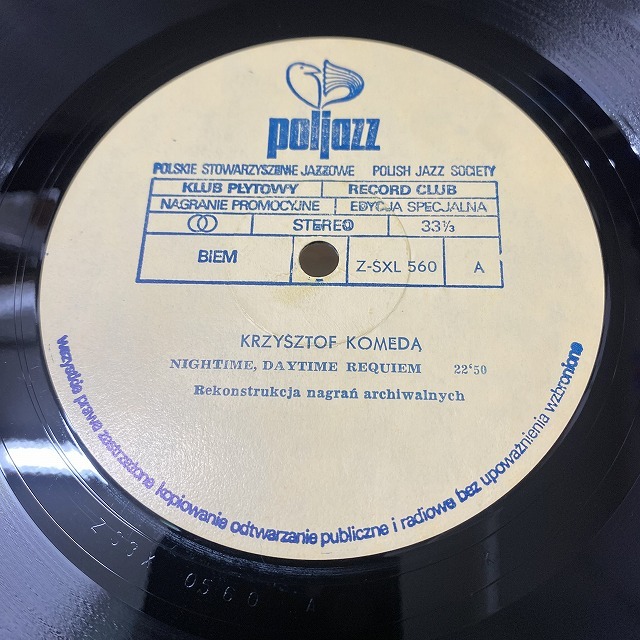 poljazz
POLSKIE STOWARZYSZENIE JAZZOWE POLISH JAZZ SOCIETY
KLUB PŁYTOWY RECORD CLUB
NAGRANIE PROMOCYJNE EDYCJA SPECJALNA
STEREO 33⅓
BIEM Z-SXL 560 A
KRZYSZTOF KOMEDA
NIGHTIME, DAYTIME REQUIEM 22'50
Rekonstrukcja nagrań archiwalnych
wszystkie prawa zastrzeżone kopiowanie odtwarzanie publiczne i radiowe bez upoważnienia wzbronione
0560 A